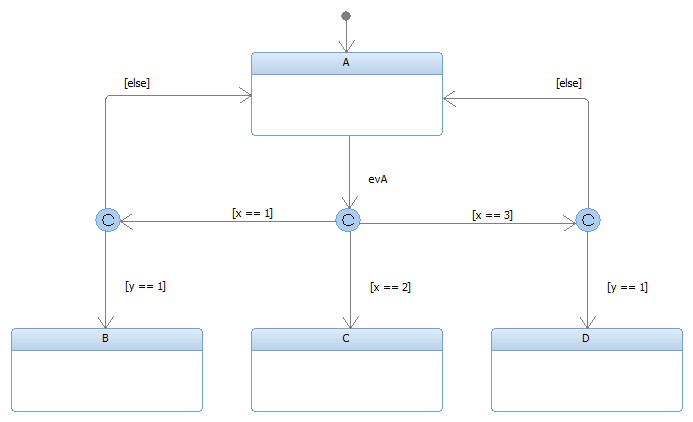 A
[else]
[else]
evA
C
[x == 1]
C
[x == 3]
C
[y == 1]
[x == 2]
[y == 1]
B
C
D